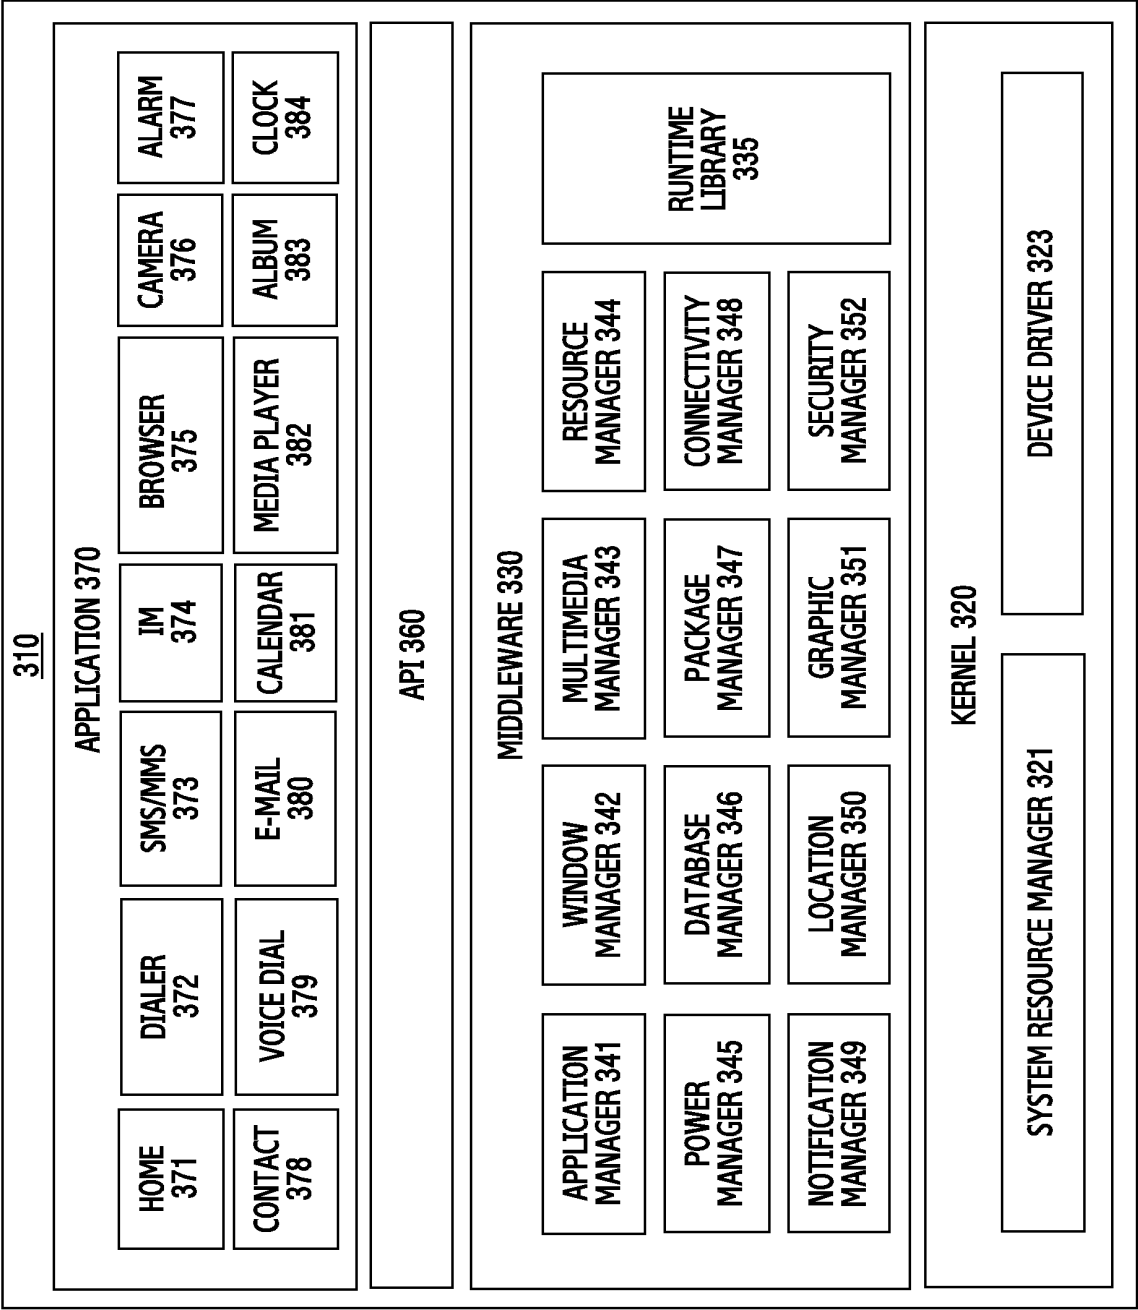 310
APPLICATION 370
HOME
371
DIALER
372
SMS/MMS
373
IM
374
BROWSER
375
CAMERA
376
ALARM
377
CONTACT
378
VOICE DIAL
379
E-MAIL
380
CALENDAR
381
MEDIA PLAYER
382
ALBUM
383
CLOCK
384
API 360
MIDDLEWARE 330
APPLICATION
MANAGER 341
WINDOW
MANAGER 342
MULTIMEDIA
MANAGER 343
RESOURCE
MANAGER 344
POWER
MANAGER 345
DATABASE
MANAGER 346
PACKAGE
MANAGER 347
CONNECTIVITY
MANAGER 348
NOTIFICATION
MANAGER 349
LOCATION
MANAGER 350
GRAPHIC
MANAGER 351
SECURITY
MANAGER 352
RUNTIME
LIBRARY
335
KERNEL 320
SYSTEM RESOURCE MANAGER 321
DEVICE DRIVER 323